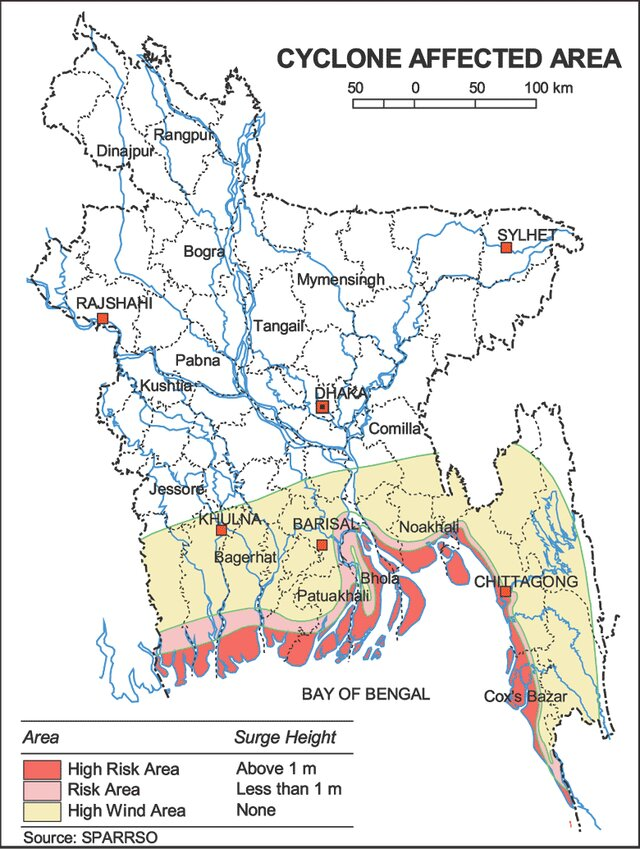 CYCLONE AFFECTED AREA
50 0 50 100 km
Rangpur
Dinajpur
SYLHET
Bogra
Mymensingh
RAJSHAHI
Tangail
Pabna
Kushtia
DHAKA
Comilla
Jessore
KHULNA
BARISAL
Noakhali
Bagerhat
Bhola
CHITTAGONG
Patuakhali
BAY OF BENGAL
Cox's Bazar
Area Surge Height
High Risk Area Above 1 m
Risk Area Less than 1 m
High Wind Area None
Source: SPARRSO